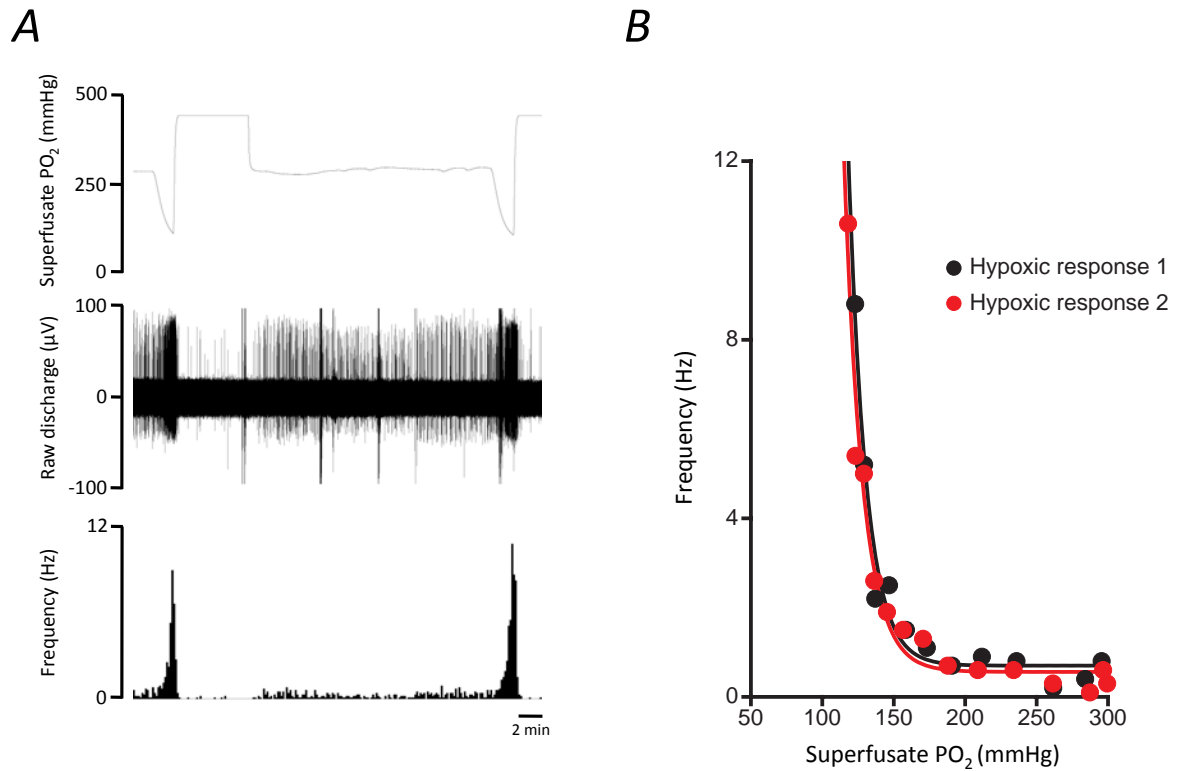 A
500
250
0
Superfusate PO2 (mmHg)
100
0
-100
Raw discharge (μV)
12
0
Frequency (Hz)
2 min
B
12
8
4
0
Frequency (Hz)
Hypoxic response 1
Hypoxic response 2
50 100 150 200 250 300
Superfusate PO2 (mmHg)